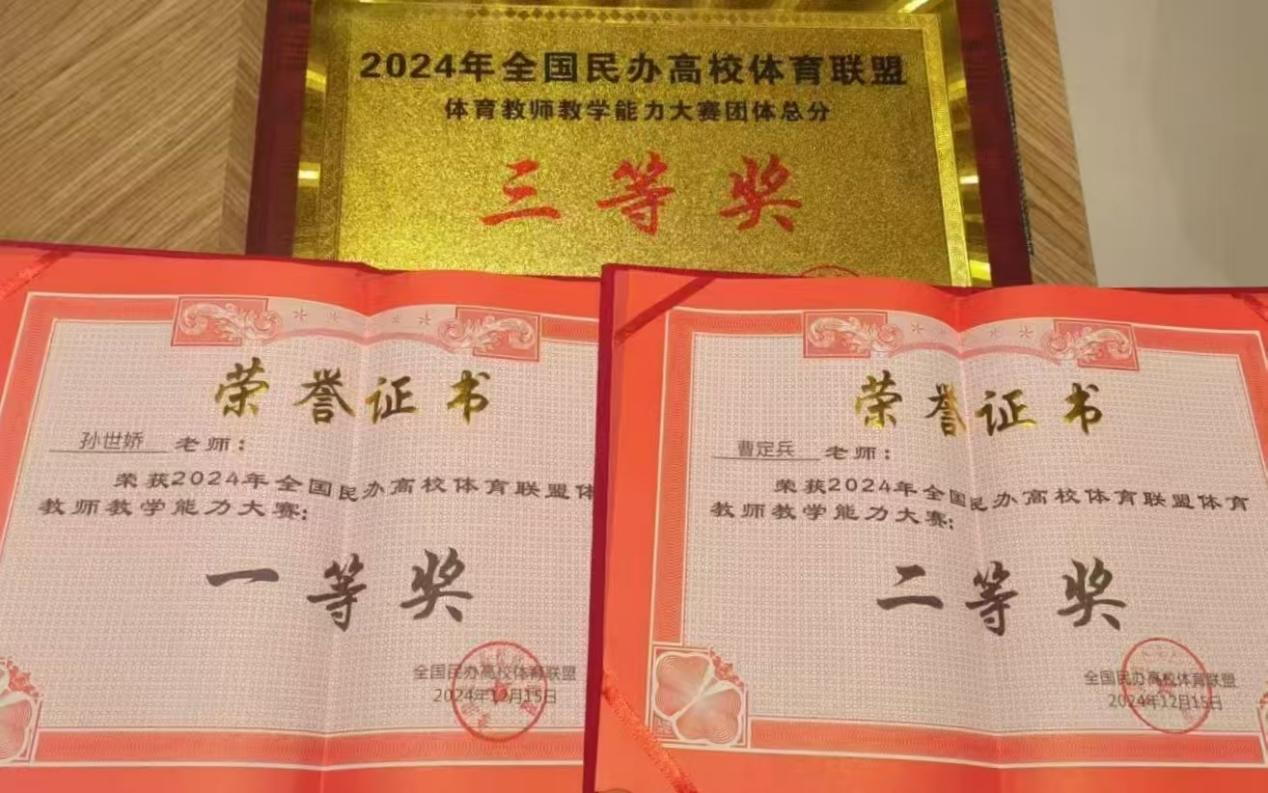 2024年全国民办高校体育联盟
体育教师教学能力大赛团体总分
三等奖
荣誉证书
孙世娇 老师：
荣获2024年全国民办高校体育联盟体
教师教学能力大赛：
一等奖
全国民办高校体育联盟
2024年12月15日
荣誉证书
曹定兵 老师：
荣获2024年全国民办高校体育联盟体育
教师教学能力大赛：
二等奖
全国民办高校体育联盟
2024年12月15日